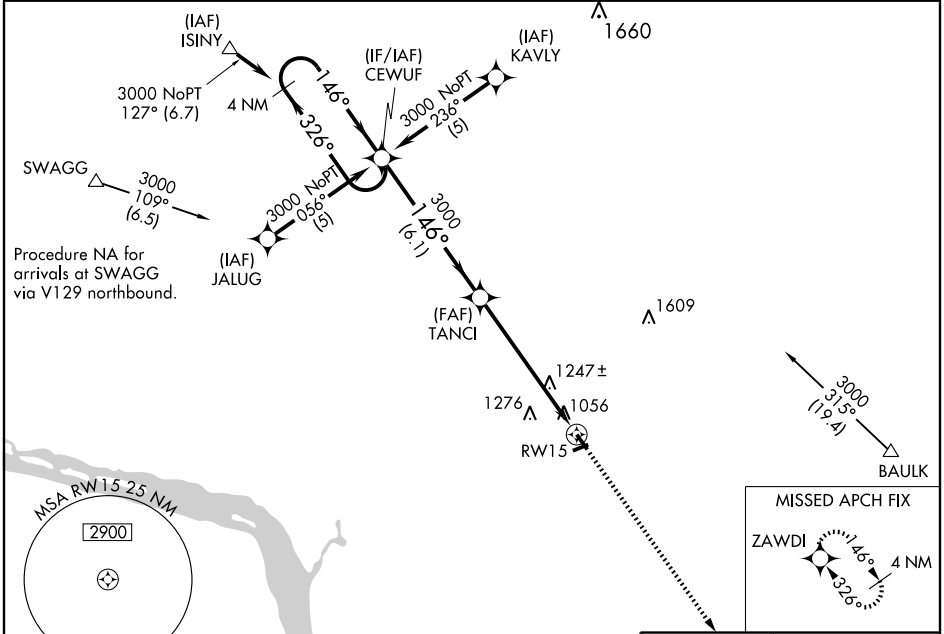 (IAF)
ISINY
3000 NoPT
127° (6.7)
4 NM
146°
326°
(IF/IAF)
CEWUF
(IAF)
KAVLY
3000 NoPT
236°
(5)
1660
SWAGG
3000
109°
(6.5)
3000 NoPT
056°
(5)
(IAF)
JALUG
Procedure NA for
arrivals at SWAGG
via V129 northbound.
3000
146°
(6.1)
(FAF)
TANCI
1609
1247±
1276
1056
RW15
3000
315°
(19.4)
BAULK
MSA RW15 25 NM
2900
MISSED APCH FIX
ZAWDI
146°
4 NM
326°